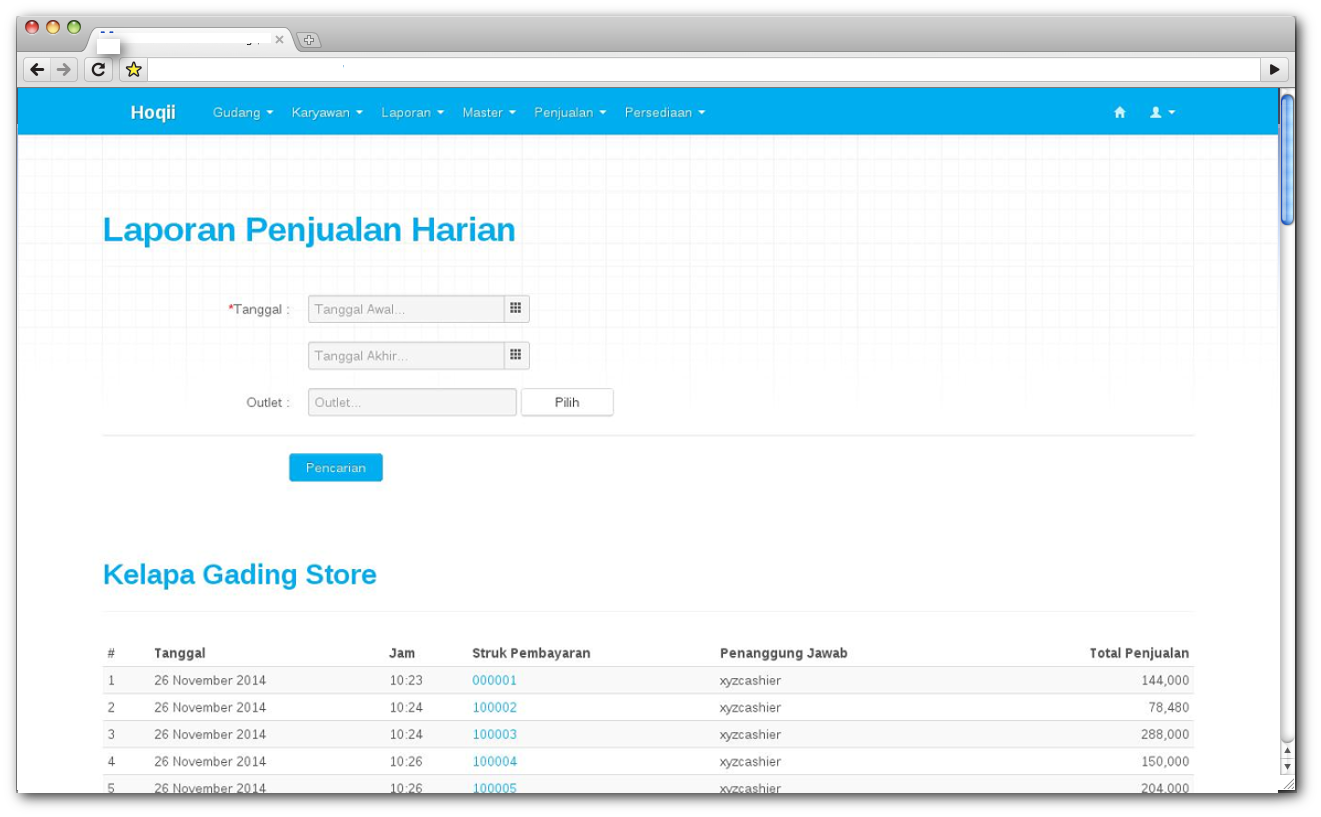 Hoqii Gudang Karyawan Laporan Master Penjualan Persediaan
Laporan Penjualan Harian
*Tanggal : Tanggal Awal...
Tanggal Akhir...
Outlet : Outlet... Pilih
Pencarian
Kelapa Gading Store
# Tanggal Jam Struk Pembayaran Penanggung Jawab Total Penjualan
1 26 November 2014 10:23 000001 xyzcashier 144,000
2 26 November 2014 10:24 100002 xyzcashier 78,480
3 26 November 2014 10:24 100003 xyzcashier 288,000
4 26 November 2014 10:26 100004 xyzcashier 150,000
5 26 November 2014 10:26 100005 xyzcashier 204,000